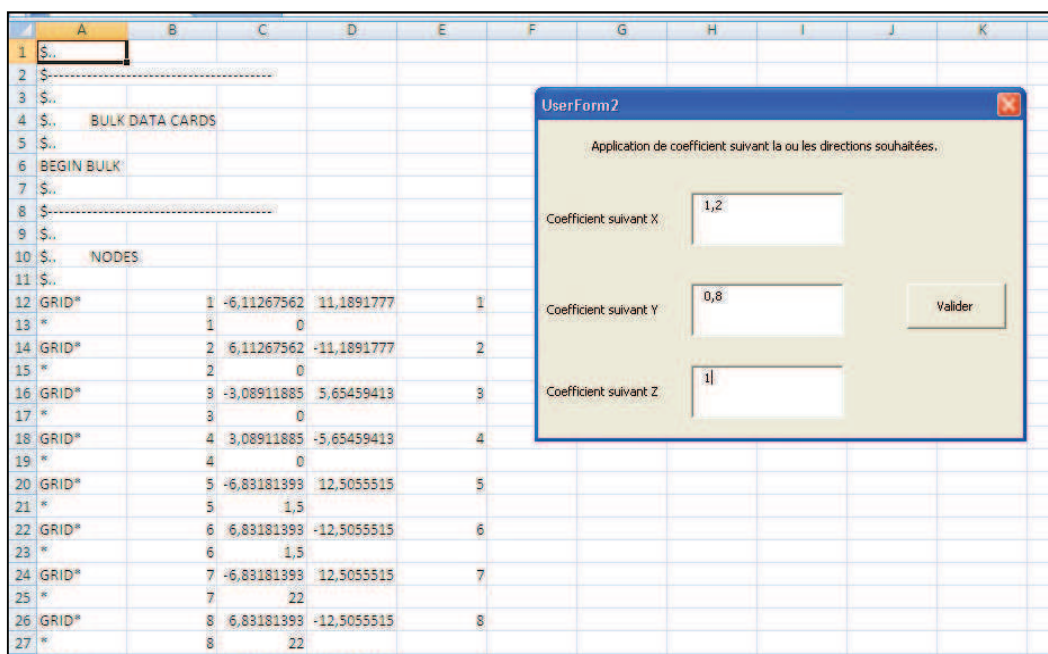 A B C D E F G H I J K
1 $..
2 $-----------------------------------------
3 $..
4 $.. BULK DATA CARDS
5 $..
6 BEGIN BULK
7 $..
8 $-----------------------------------------
9 $..
10 $.. NODES
11 $..
12 GRID* 1 -6,11267562 11,1891777 1
13 * 1 0
14 GRID* 2 6,11267562 -11,1891777 2
15 * 2 0
16 GRID* 3 -3,08911885 5,65459413 3
17 * 3 0
18 GRID* 4 3,08911885 -5,65459413 4
19 * 4 0
20 GRID* 5 -6,83181393 12,5055515 5
21 * 5 1,5
22 GRID* 6 6,83181393 -12,5055515 6
23 * 6 1,5
24 GRID* 7 -6,83181393 12,5055515 7
25 * 7 22
26 GRID* 8 6,83181393 -12,5055515 8
27 * 8 22
UserForm2
Application de coefficient suivant la ou les directions souhaitées.
Coefficient suivant X 1,2
Coefficient suivant Y 0,8 Valider
Coefficient suivant Z 1